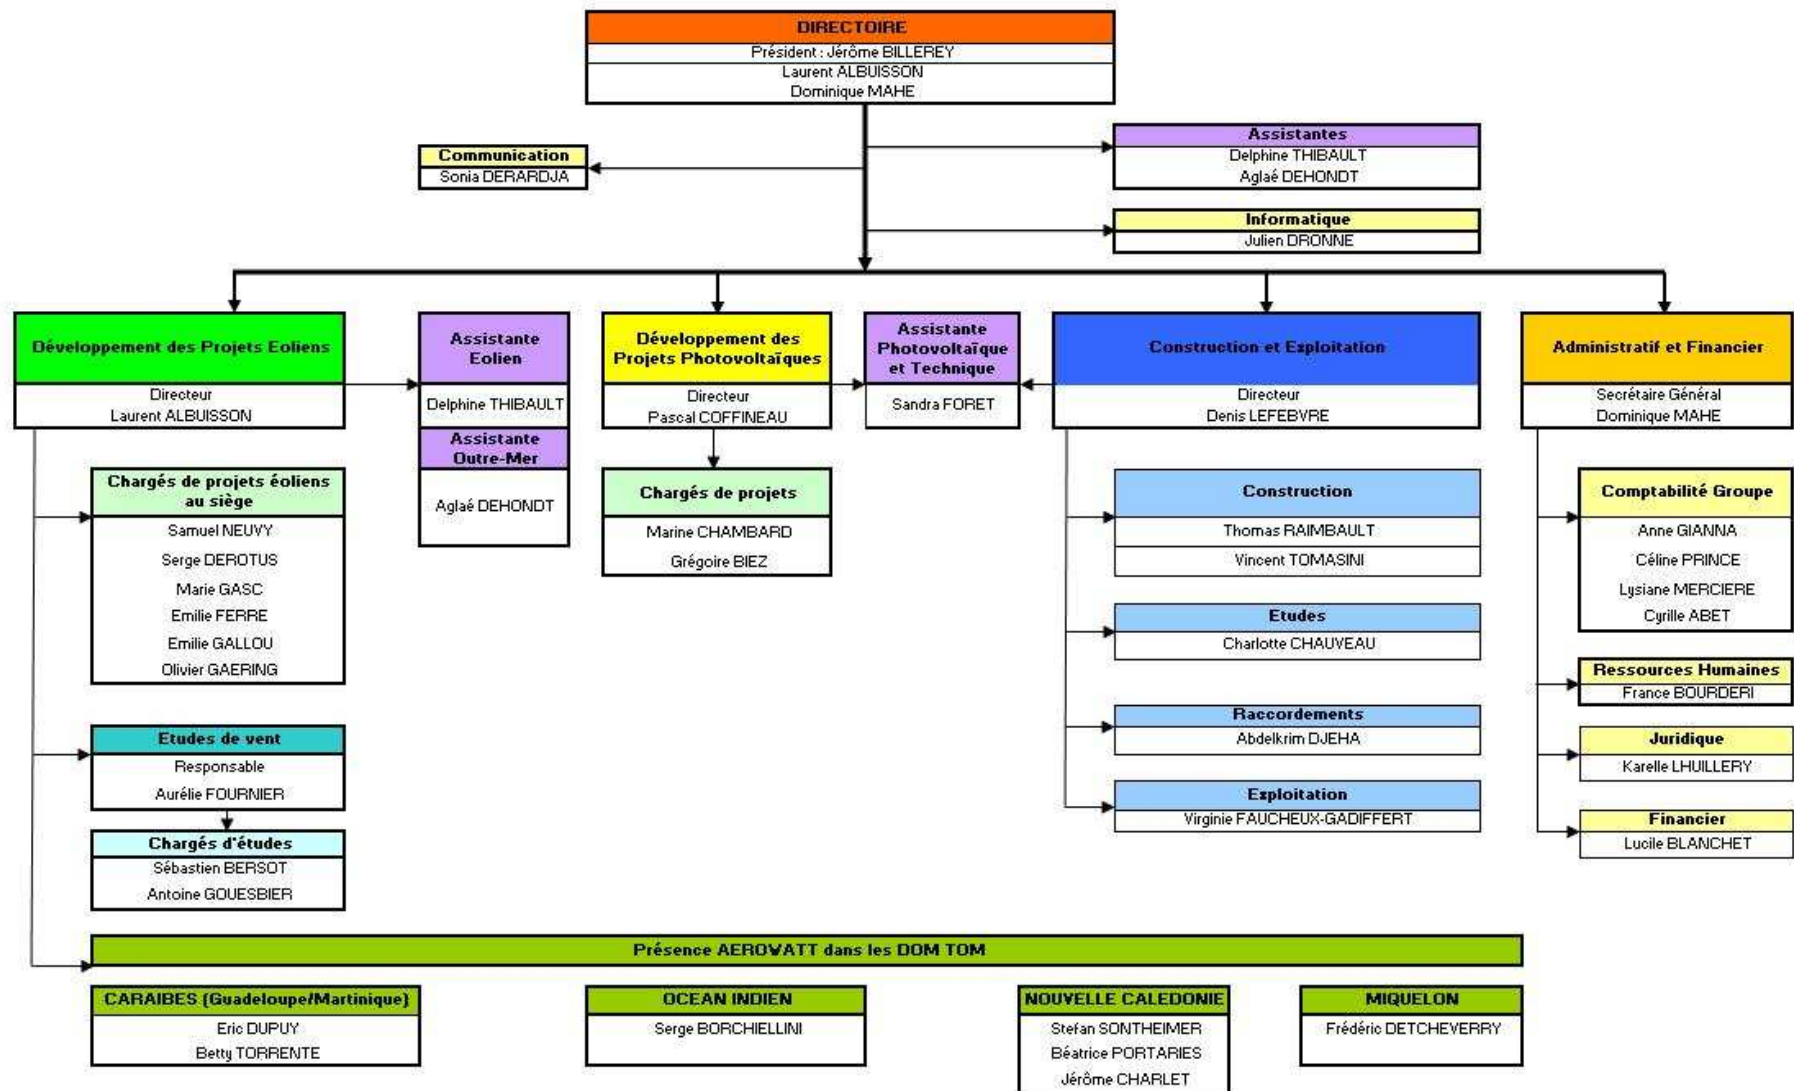 DIRECTOIRE
Président : Jérôme BILLEREY
Laurent ALBUISSON
Dominique MAHE
Assistantes
Delphine THIBAULT
Aglaé DEHONDT
Communication
Sonia DERARDJA
Informatique
Julien DRONNE
Développement des Projets Eoliens
Directeur
Laurent ALBUISSON
Assistante
Eolien
Delphine THIBAULT
Assistante
Outre-Mer
Aglaé DEHONDT
Développement des
Projets Photovoltaïques
Directeur
Pascal COFFINEAU
Assistante
Photovoltaïque
et Technique
Sandra FORET
Construction et Exploitation
Directeur
Denis LEFEBVRE
Administratif et Financier
Secrétaire Général
Dominique MAHE
Chargés de projets éoliens
au siège
Samuel NEUVY
Serge DEROTUS
Marie GASC
Emilie FERRE
Emilie GALLOU
Olivier GAERING
Etudes de vent
Responsable
Aurélie FOURNIER
Chargés d'études
Sébastien BERSOT
Antoine GOUESBIER
Chargés de projets
Marine CHAMBARD
Grégoire BIEZ
Construction
Thomas RAIMBAULT
Vincent TOMASINI
Etudes
Charlotte CHAUVEAU
Raccordements
Abdelkrim DJEHA
Exploitation
Virginie FAUCHEUX-GADIFFERT
Comptabilité Groupe
Anne GIANNA
Céline PRINCE
Lysiane MERCIERE
Cyrille ABET
Ressources Humaines
France BOURDERI
Juridique
Karelle LHUILLERY
Financier
Lucile BLANCHET
Présence AEROWATT dans les DOM TOM
CARAIBES (Guadeloupe/Martinique)
Eric DUPUY
Betty TORRENTE
OCEAN INDIEN
Serge BORCHIELLINI
NOUVELLE CALEDONIE
Stefan SONTHEIMER
Béatrice PORTARIES
Jérôme CHARLET
MIQUELON
Frédéric DETCHEVERRY